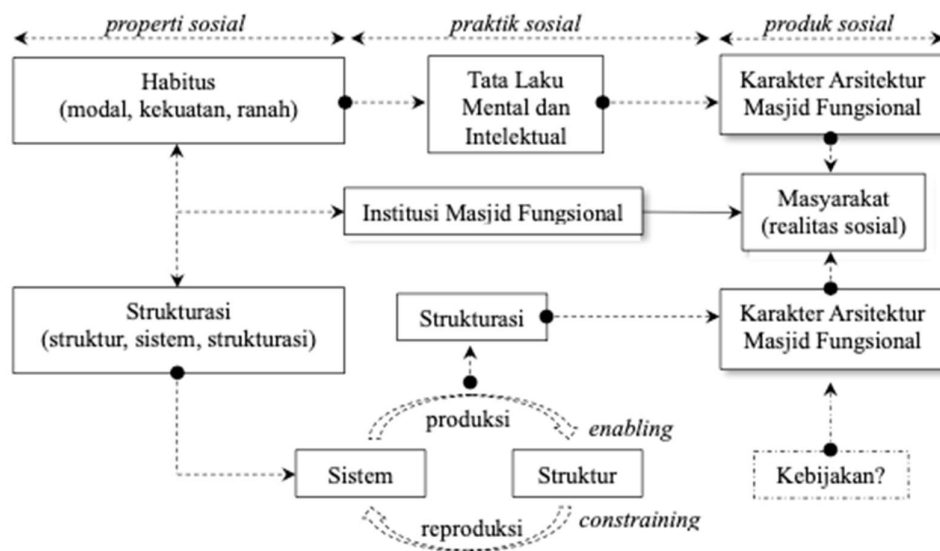 properti sosial
praktik sosial
produk sosial
Habitus
(modal, kekuatan, ranah)
Tata Laku
Mental dan
Intelektual
Karakter Arsitektur
Masjid Fungsional
Institusi Masjid Fungsional
Masyarakat
(realitas sosial)
Strukturasi
(struktur, sistem, strukturasi)
Strukturasi
Karakter Arsitektur
Masjid Fungsional
produksi
enabling
Sistem
Struktur
Kebijakan?
reproduksi
constraining